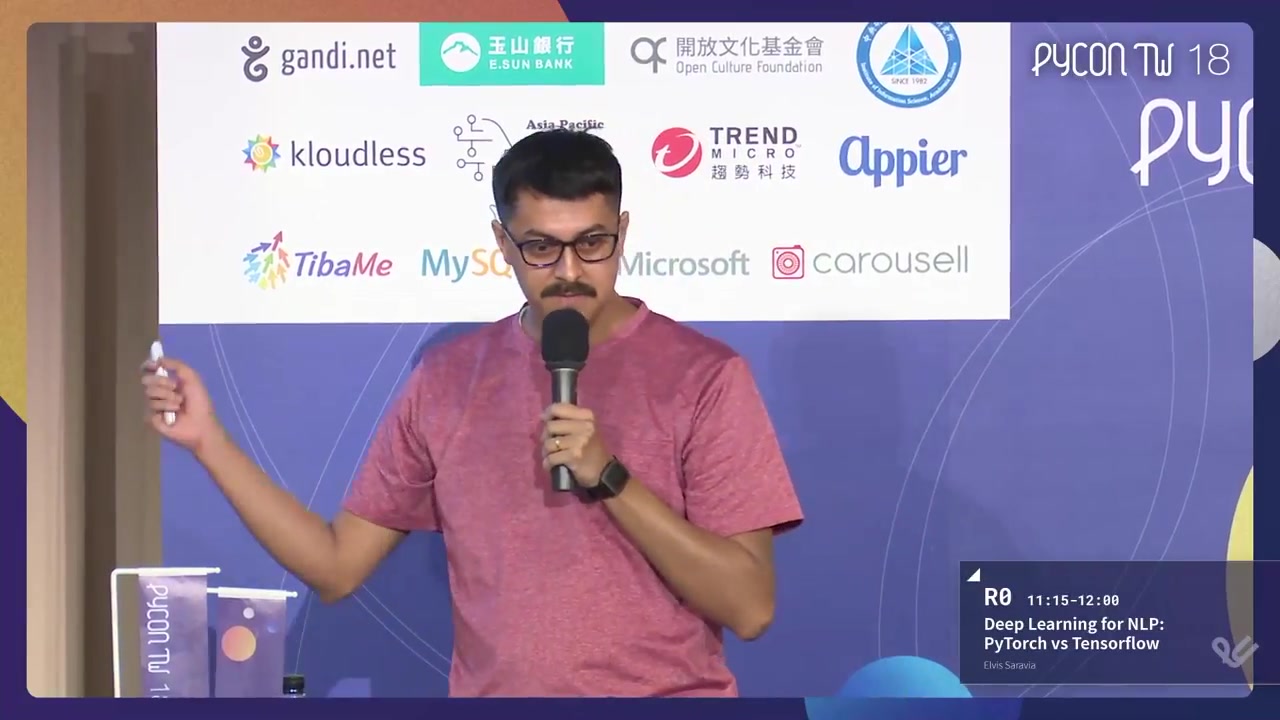 gandi.net
玉山銀行
E.SUN BANK
開放文化基金會
Open Culture Foundation
SINCE 1982
PYCON TW 18
PY
kloudless
Asia Pacific
TREND
MICRO
趨勢科技
Appier
TibaMe
MySQ
Microsoft
carousell
PYCON TW 1
R0 11:15-12:00
Deep Learning for NLP:
PyTorch vs Tensorflow
Elvis Saravia